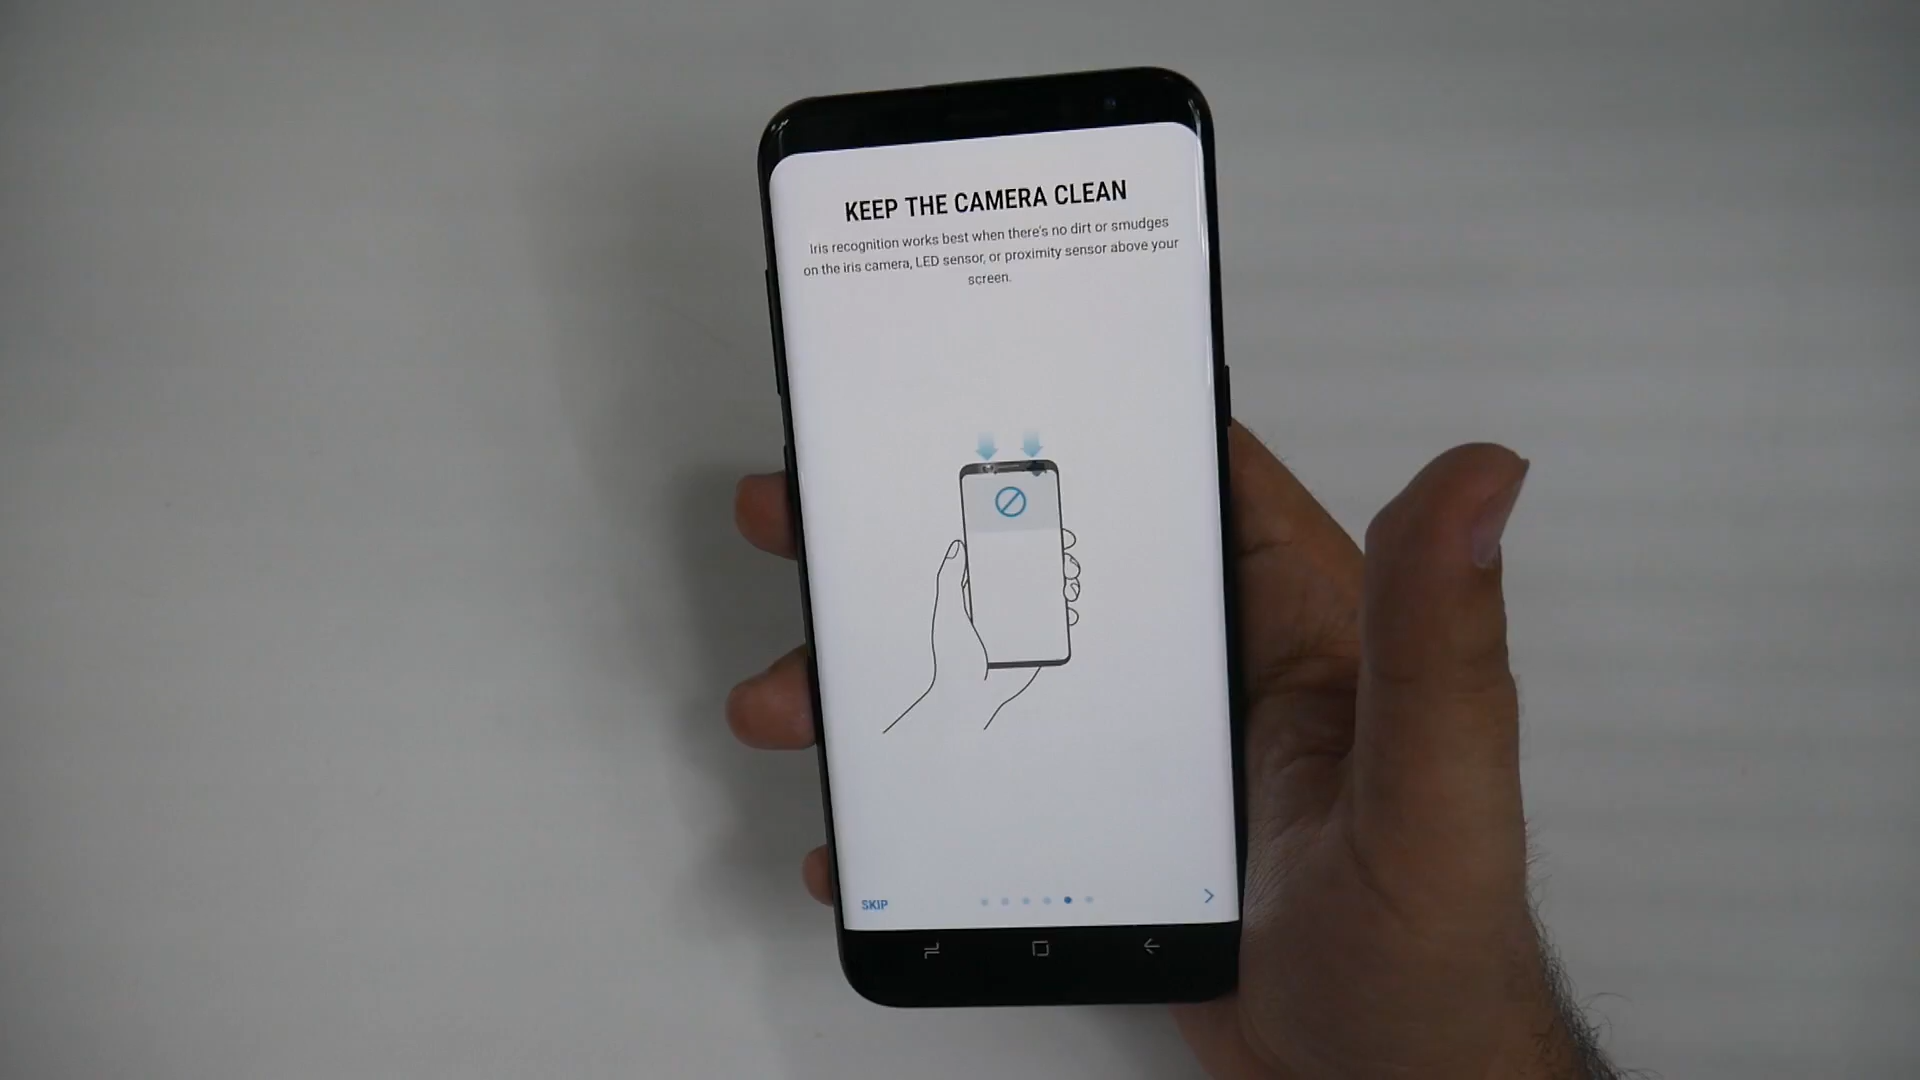 KEEP THE CAMERA CLEAN
Iris recognition works best when there's no dirt or smudges
on the iris camera, LED sensor, or proximity sensor above your
screen.
SKIP